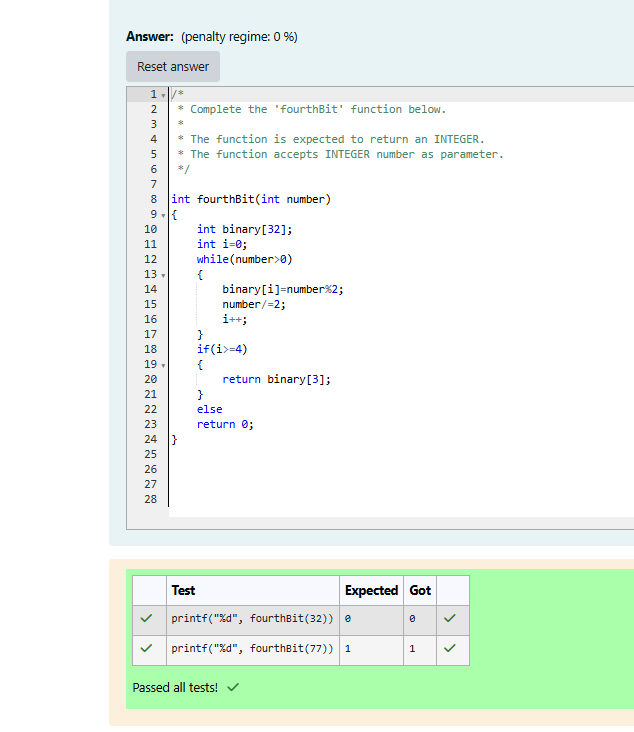 Answer: (penalty regime: 0 %)
Reset answer
1 /*
2  * Complete the 'fourthBit' function below.
3  *
4  * The function is expected to return an INTEGER.
5  * The function accepts INTEGER number as parameter.
6  */
7
8 int fourthBit(int number)
9 {
10     int binary[32];
11     int i=0;
12     while(number>0)
13     {
14         binary[i]=number%2;
15         number/=2;
16         i++;
17     }
18     if(i>=4)
19     {
20         return binary[3];
21     }
22     else
23     return 0;
24 }
25
26
27
28
Test Expected Got
printf("%d", fourthBit(32)) 0 0
printf("%d", fourthBit(77)) 1 1
Passed all tests!